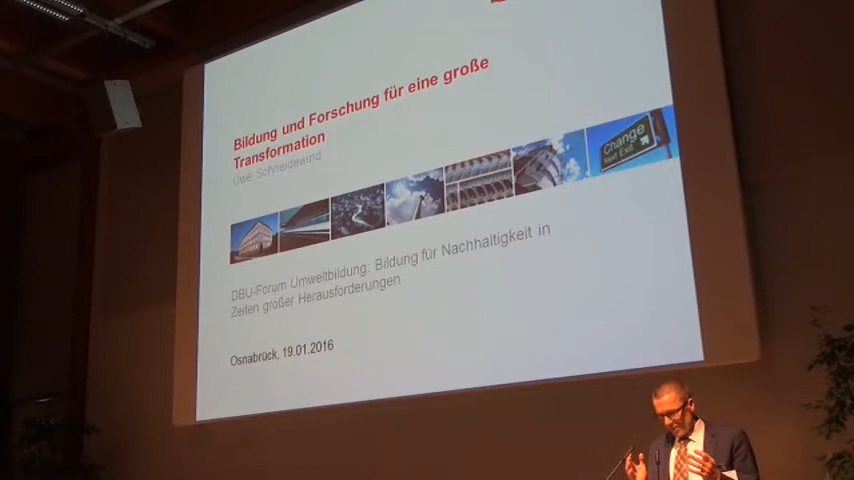 Bildung und Forschung für eine große
Transformation
Uwe Schneidewind
Change
Next Exit
DBU-Forum Umweltbildung: Bildung für Nachhaltigkeit in
Zeiten großer Herausforderungen
Osnabrück, 19.01.2016